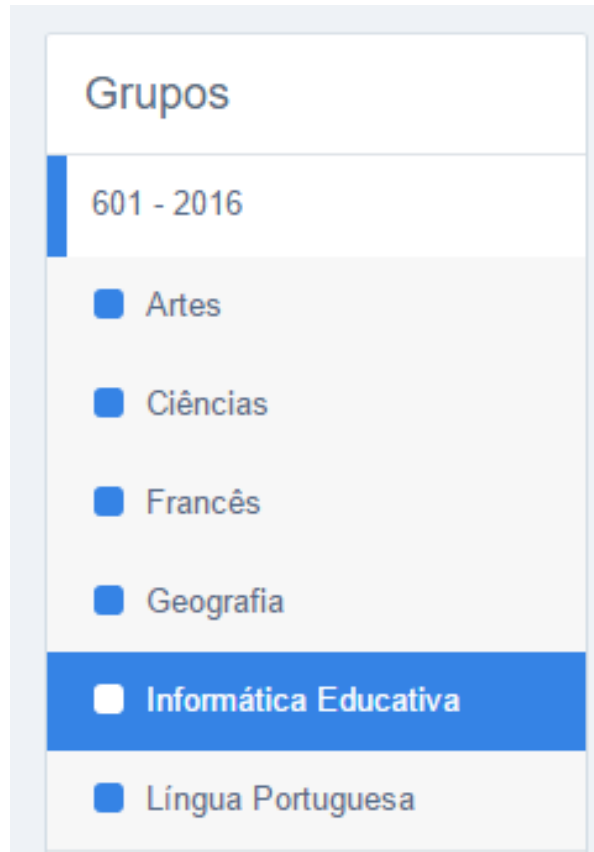 Grupos
601 - 2016
Artes
Ciências
Francês
Geografia
Informática Educativa
Língua Portuguesa